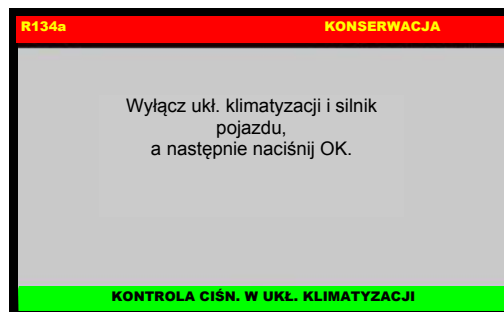 R134a KONSERWACJA
Wyłącz ukł. klimatyzacji i silnik
pojazdu,
a następnie naciśnij OK.
KONTROLA CIŚN. W UKŁ. KLIMATYZACJI